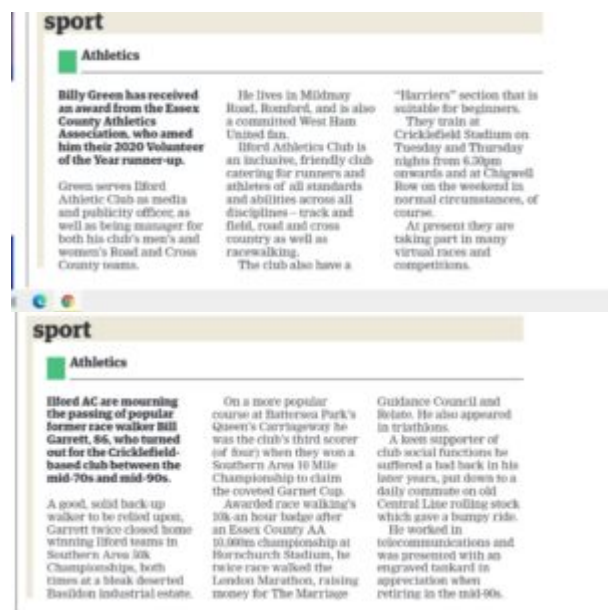 sport
Athletics
Billy Green has received
an award from the Essex
County Athletics
Association, who amed
him their 2020 Volunteer
of the Year runner-up.
Green serves Ilford
Athletic Club as media
and publicity officer, as
well as being manager for
both his club's men's and
women's Road and Cross
County teams.
He lives in Mildmay
Road, Romford, and is also
a committed West Ham
United fan.
Ilford Athletics Club is
an inclusive, friendly club
catering for runners and
athletes of all standards
and abilities across all
disciplines – track and
field, road and cross
country as well as
racewalking.
The club also have a
"Harriers" section that is
suitable for beginners.
They train at
Cricklefield Stadium on
Tuesday and Thursday
nights from 6.30pm
onwards and at Chigwell
Row on the weekend in
normal circumstances, of
course.
At present they are
taking part in many
virtual races and
competitions.
sport
Athletics
Ilford AC are mourning
the passing of popular
former race walker Bill
Garrett, 86, who turned
out for the Cricklefield-
based club between the
mid-70s and mid-90s.
A good, solid back-up
walker to be relied upon,
Garrett twice closed home
winning Ilford teams in
Southern Area 50k
Championships, both
times at a bleak deserted
Basildon industrial estate.
On a more popular
course at Battersea Park's
Queen's Carriageway he
was the club's third scorer
(of four) when they won a
Southern Area 10 Mile
Championship to claim
the coveted Garnet Cup.
Awarded race walking's
10k-an hour badge after
an Essex County AA
10,000m championship at
Hornchurch Stadium, he
twice race walked the
London Marathon, raising
money for The Marriage
Guidance Council and
Relate. He also appeared
in triathlons.
A keen supporter of
club social functions he
suffered a bad back in his
later years, put down to a
daily commute on old
Central Line rolling stock
which gave a bumpy ride.
He worked in
telecommunications and
was presented with an
engraved tankard in
appreciation when
retiring in the mid-90s.